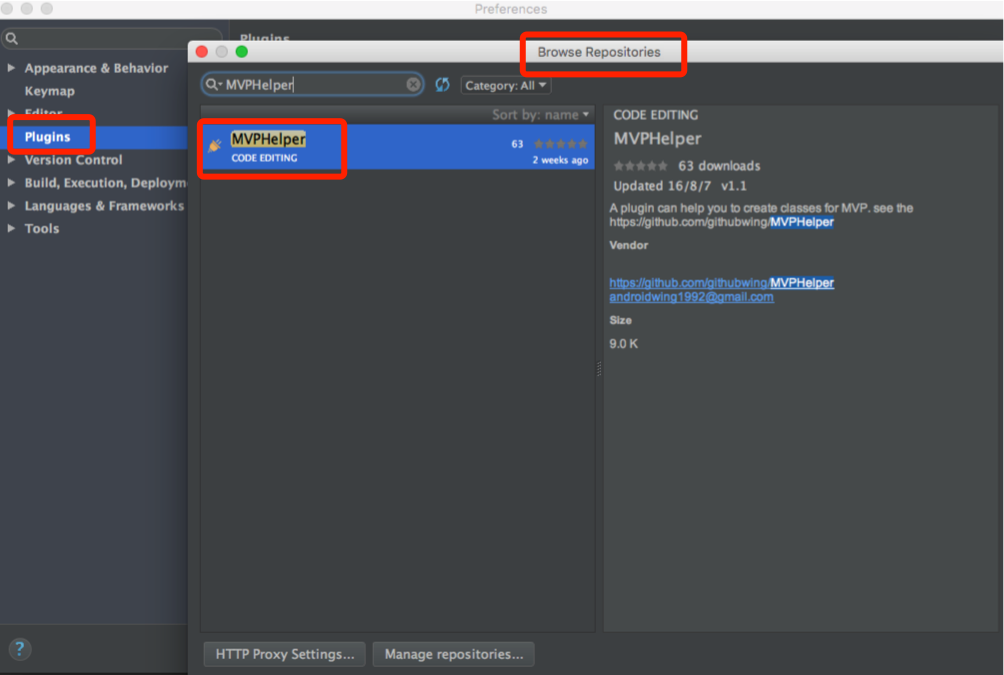 Preferences
Plugins
Browse Repositories
Appearance & Behavior
Keymap
Editor
Plugins
Version Control
Build, Execution, Deploym
Languages & Frameworks
Tools
MVPHelper
Category: All
Sort by: name
MVPHelper
63
CODE EDITING
2 weeks ago
CODE EDITING
MVPHelper
63 downloads
Updated 16/8/7 v1.1
A plugin can help you to create classes for MVP. see the
https://github.com/githubwing/MVPHelper
Vendor
https://github.com/githubwing/MVPHelper
androidwing1992@gmail.com
Size
9.0 K
?
HTTP Proxy Settings...
Manage repositories...